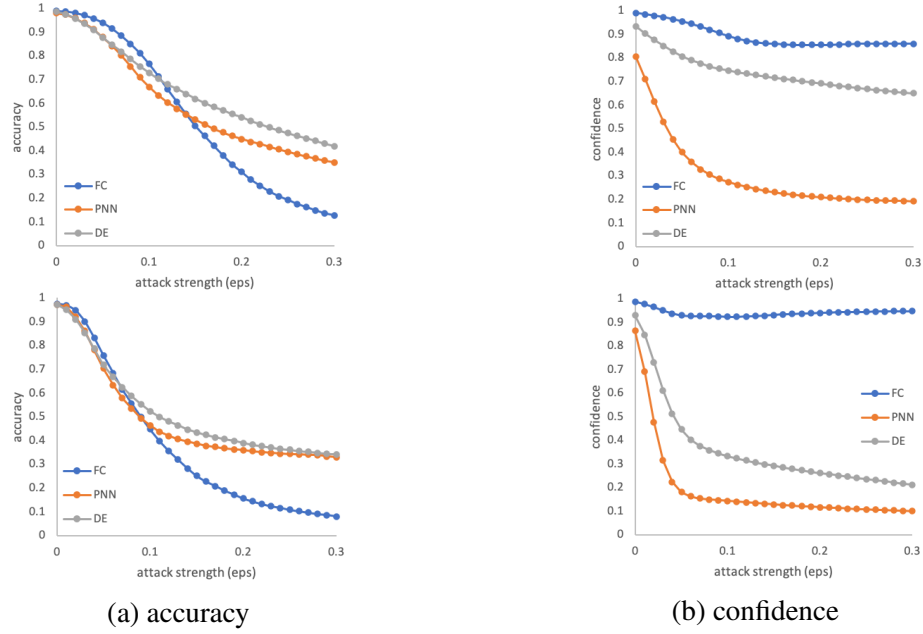 1
0.9
0.8
0.7
0.6
0.5
0.4
0.3
0.2
0.1
0
accuracy
FC
PNN
DE
0 0.1 0.2 0.3
attack strength (eps)
1
0.9
0.8
0.7
0.6
0.5
0.4
0.3
0.2
0.1
0
confidence
FC
PNN
DE
0 0.1 0.2 0.3
attack strength (eps)
1
0.9
0.8
0.7
0.6
0.5
0.4
0.3
0.2
0.1
0
accuracy
FC
PNN
DE
0 0.1 0.2 0.3
attack strength (eps)
1
0.9
0.8
0.7
0.6
0.5
0.4
0.3
0.2
0.1
0
confidence
FC
PNN
DE
0 0.1 0.2 0.3
attack strength (eps)
(a) accuracy
(b) confidence